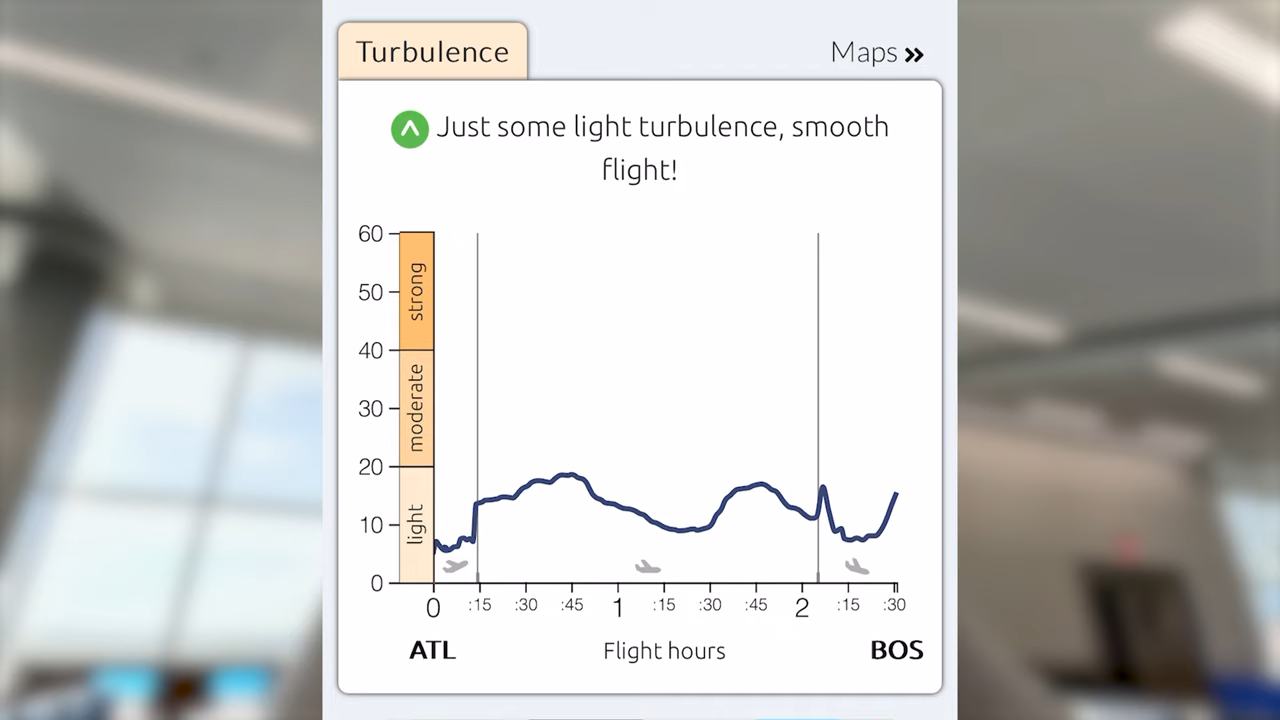 Turbulence
Maps »
Just some light turbulence, smooth
flight!
60
50
40
30
20
10
0
strong
moderate
light
0 :15 :30 :45 1 :15 :30 :45 2 :15 :30
ATL Flight hours BOS